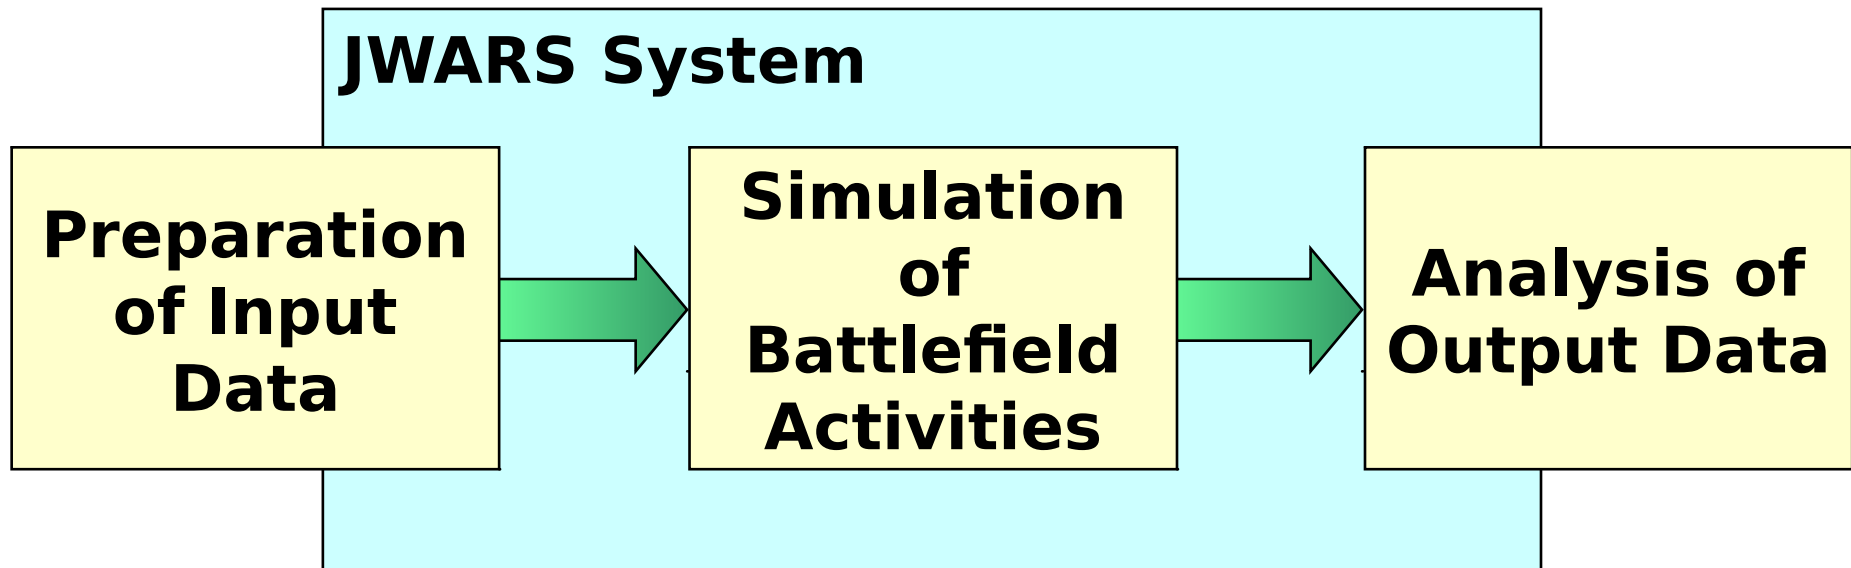 JWARS System
Preparation
of Input
Data
Simulation
of
Battlefield
Activities
Analysis of
Output Data